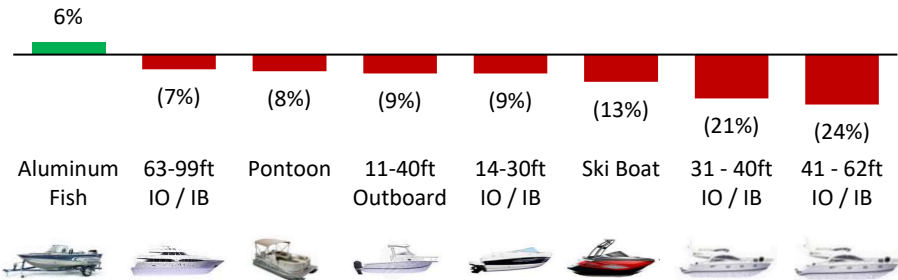 6%
(7%)
(8%)
(9%)
(9%)
(13%)
(21%)
(24%)
Aluminum
Fish
63-99ft
IO / IB
Pontoon
11-40ft
Outboard
14-30ft
IO / IB
Ski Boat
31 - 40ft
IO / IB
41 - 62ft
IO / IB